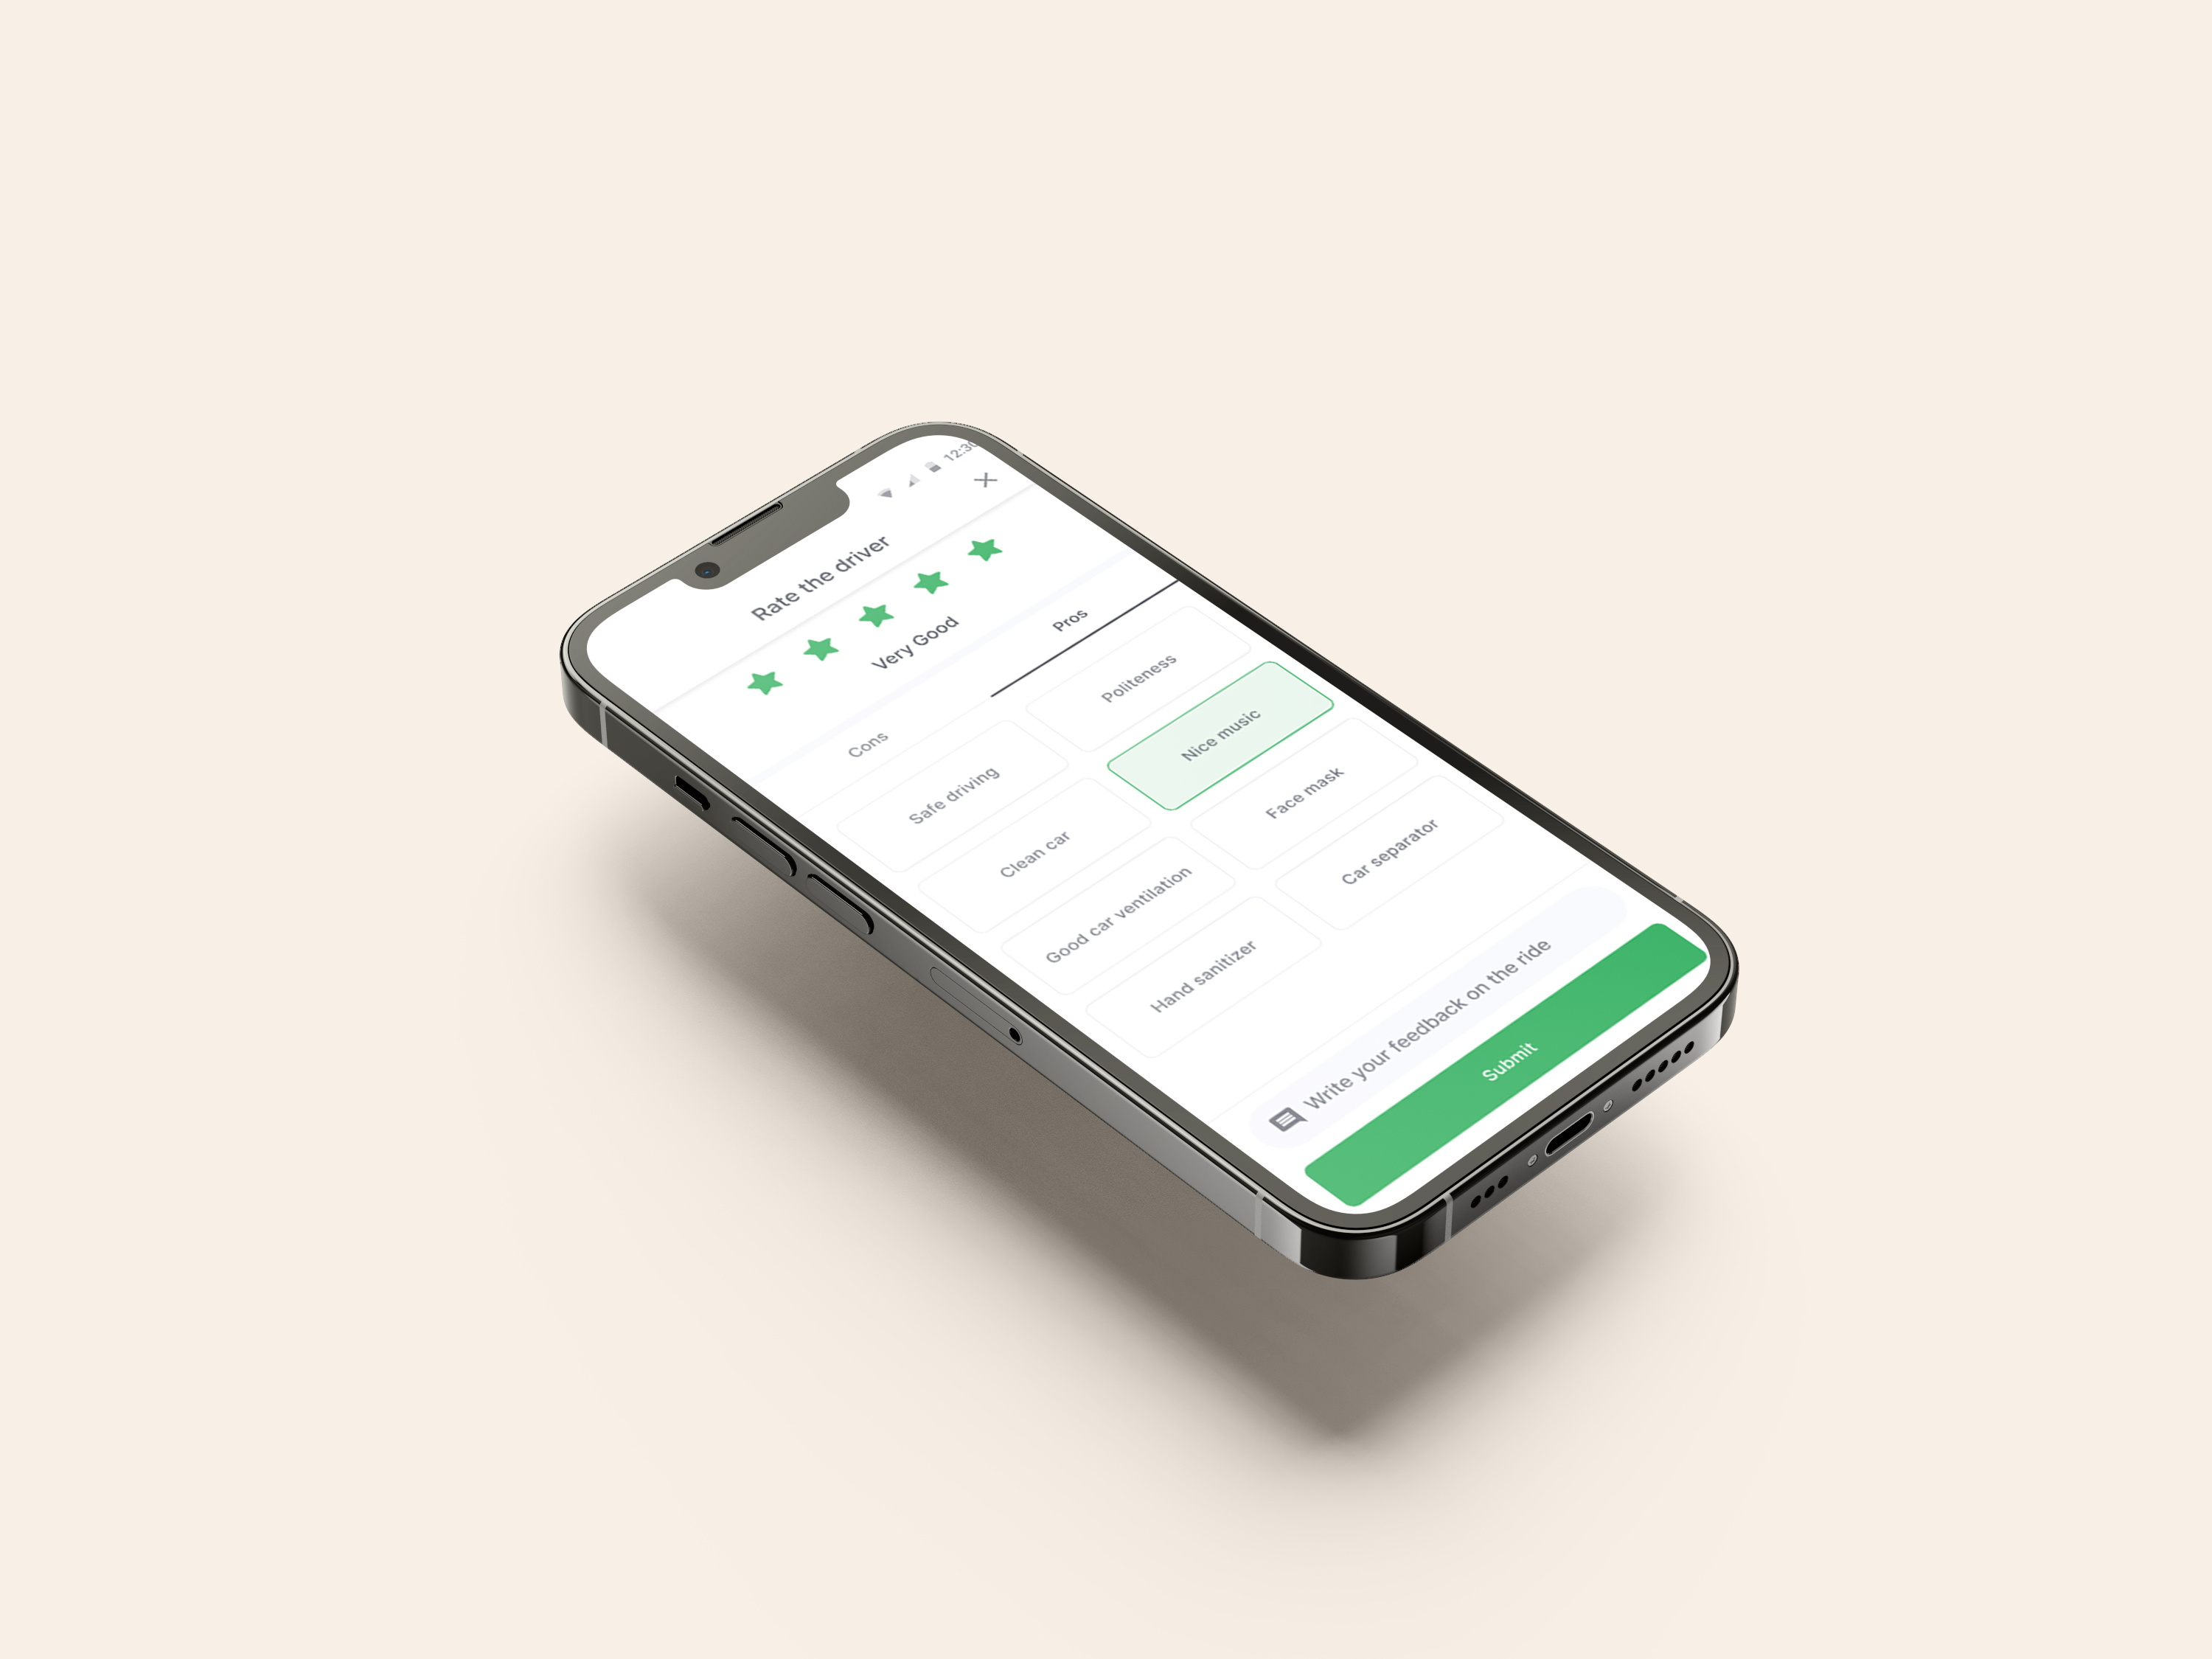 12:30
Rate the driver
Very Good
Cons Pros
Safe driving Politeness
Clean car Nice music
Good car ventilation Face mask
Hand sanitizer Car separator
Write your feedback on the ride
Submit